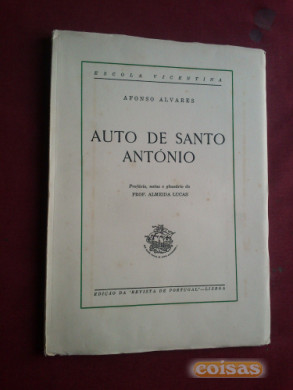 ESCOLA VICENTINA
AFONSO ALVARES
AUTO DE SANTO
ANTÓNIO
Prefácio, notas e glossário do
PROF. ALMEIDA LUCAS
EDIÇÃO DA "REVISTA DE PORTUGAL"—LISBOA
coisas